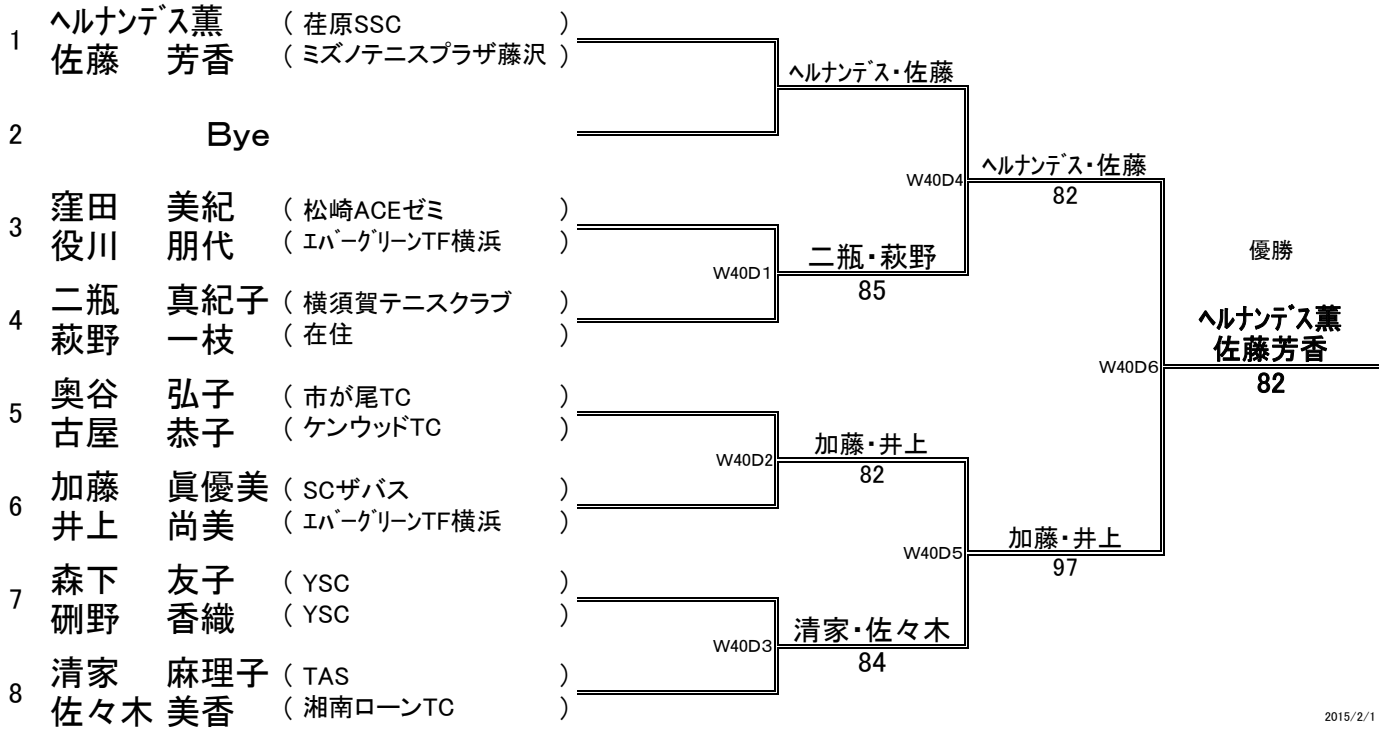 1 ヘルナンデス薫 ( 荏原SSC )
佐藤 芳香 ( ミズノテニスプラザ藤沢 )
ヘルナンデス・佐藤
2 Bye
W40D4 ヘルナンデス・佐藤
82
3 窪田 美紀 ( 松崎ACEゼミ )
役川 朋代 ( エバーグリーンTF横浜 )
W40D1 二瓶・萩野
85
4 二瓶 真紀子 ( 横須賀テニスクラブ )
萩野 一枝 ( 在住 )
優勝
ヘルナンデス薫
佐藤芳香
W40D6 82
5 奥谷 弘子 ( 市が尾TC )
古屋 恭子 ( ケンウッドTC )
W40D2 加藤・井上
82
6 加藤 眞優美 ( SCザバス )
井上 尚美 ( エバーグリーンTF横浜 )
W40D5 加藤・井上
97
7 森下 友子 ( YSC )
硎野 香織 ( YSC )
W40D3 清家・佐々木
84
8 清家 麻理子 ( TAS )
佐々木 美香 ( 湘南ローンTC )
2015/2/1